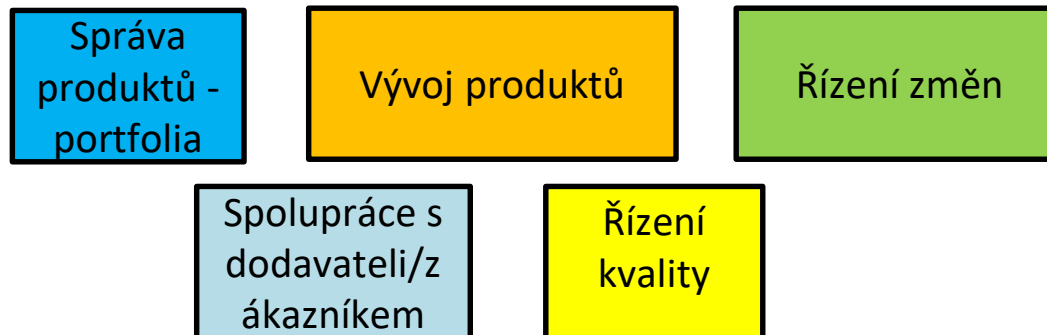 Správa
produktů -
portfolia
Vývoj produktů
Řízení změn
Spolupráce s
dodavateli/z
ákazníkem
Řízení
kvality